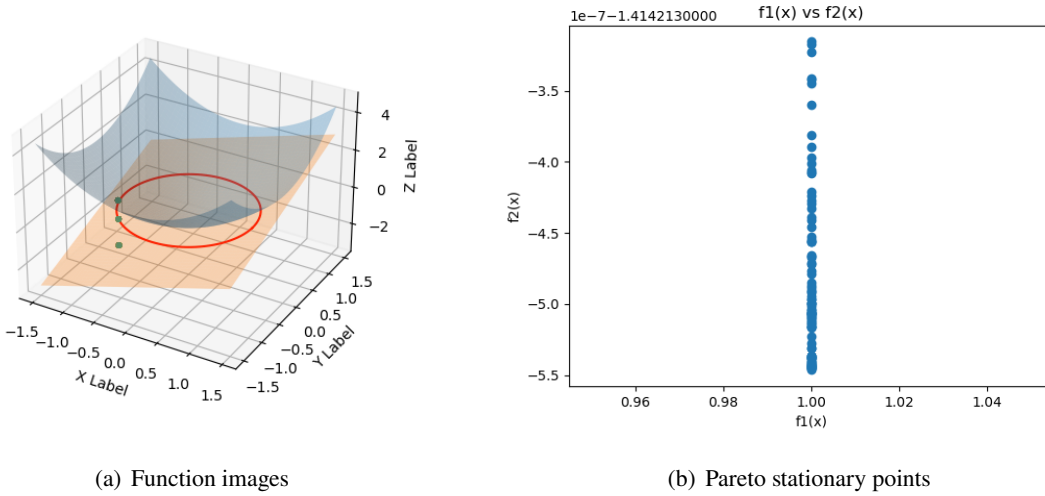 4
2
0
−2
Z Label
−1.5
−1.0
−0.5
0.0
0.5
1.0
1.5
X Label
−1.5
−1.0
−0.5
0.0
0.5
1.0
1.5
Y Label
(a) Function images
1e-7-1.4142130000
f1(x) vs f2(x)
−3.5
−4.0
−4.5
−5.0
−5.5
f2(x)
0.96 0.98 1.00 1.02 1.04
f1(x)
(b) Pareto stationary points